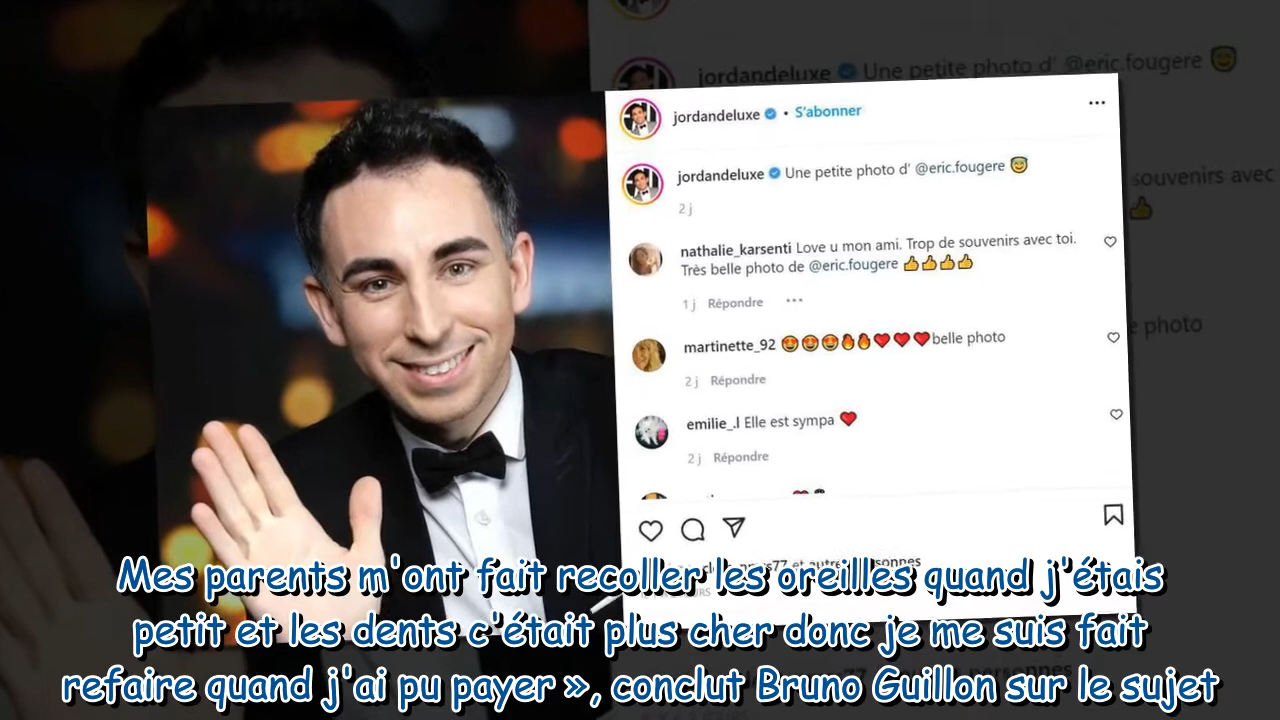 jordandeluxe Une petite photo d' @eric.fougere 😇
jordandeluxe • S'abonner
jordandeluxe Une petite photo d' @eric.fougere 😇
2 j
nathalie_karsenti Love u mon ami. Trop de souvenirs avec toi.
Très belle photo de @eric.fougere 👍👍👍👍
1 j Répondre
souvenirs avec
👍
martinette_92 😍😍😍🔥🔥❤️❤️❤️belle photo
2 j Répondre
e photo
emilie_.l Elle est sympa ❤️
2 j Répondre
Mes parents m'ont fait recoller les oreilles quand j'étais
petit et les dents c'était plus cher donc je me suis fait
refaire quand j'ai pu payer », conclut Bruno Guillon sur le sujet